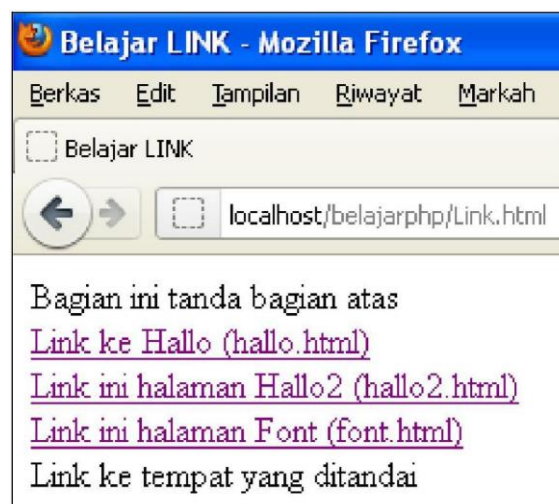 Belajar LINK - Mozilla Firefox
Berkas Edit Tampilan Riwayat Markah
Belajar LINK
localhost/belajarphp/Link.html
Bagian ini tanda bagian atas
Link ke Hallo (hallo.html)
Link ini halaman Hallo2 (hallo2.html)
Link ini halaman Font (font.html)
Link ke tempat yang ditandai